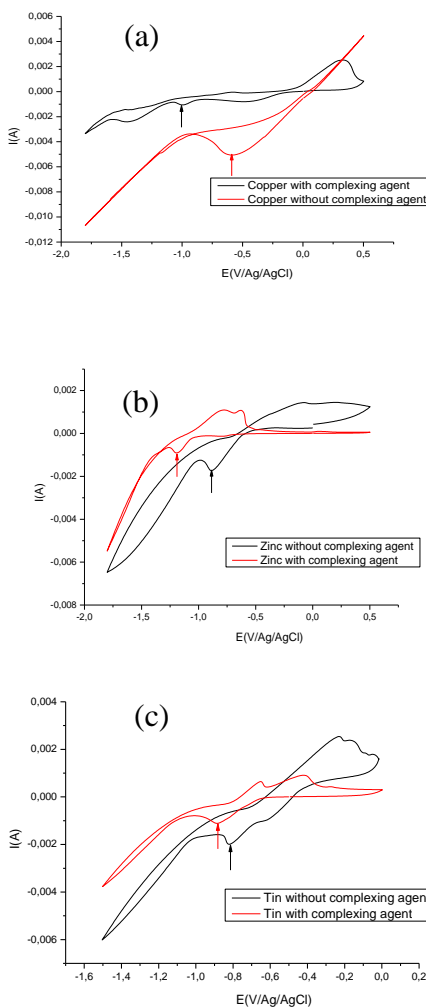 (a)
0,006
0,004
0,002
0,000
-0,002
-0,004
-0,006
-0,008
-0,010
-0,012
I(A)
Copper with complexing agent
Copper without complexing agent
-2,0 -1,5 -1,0 -0,5 0,0 0,5
E(V/Ag/AgCl)
(b)
0,002
0,000
-0,002
-0,004
-0,006
-0,008
I(A)
Zinc without complexing agent
Zinc with complexing agent
-2,0 -1,5 -1,0 -0,5 0,0 0,5
E(V/Ag/AgCl)
(c)
0,004
0,002
0,000
-0,002
-0,004
-0,006
I(A)
Tin without complexing agent
Tin with complexing agent
-1,6 -1,4 -1,2 -1,0 -0,8 -0,6 -0,4 -0,2 0,0 0,2
E(V/Ag/AgCl)